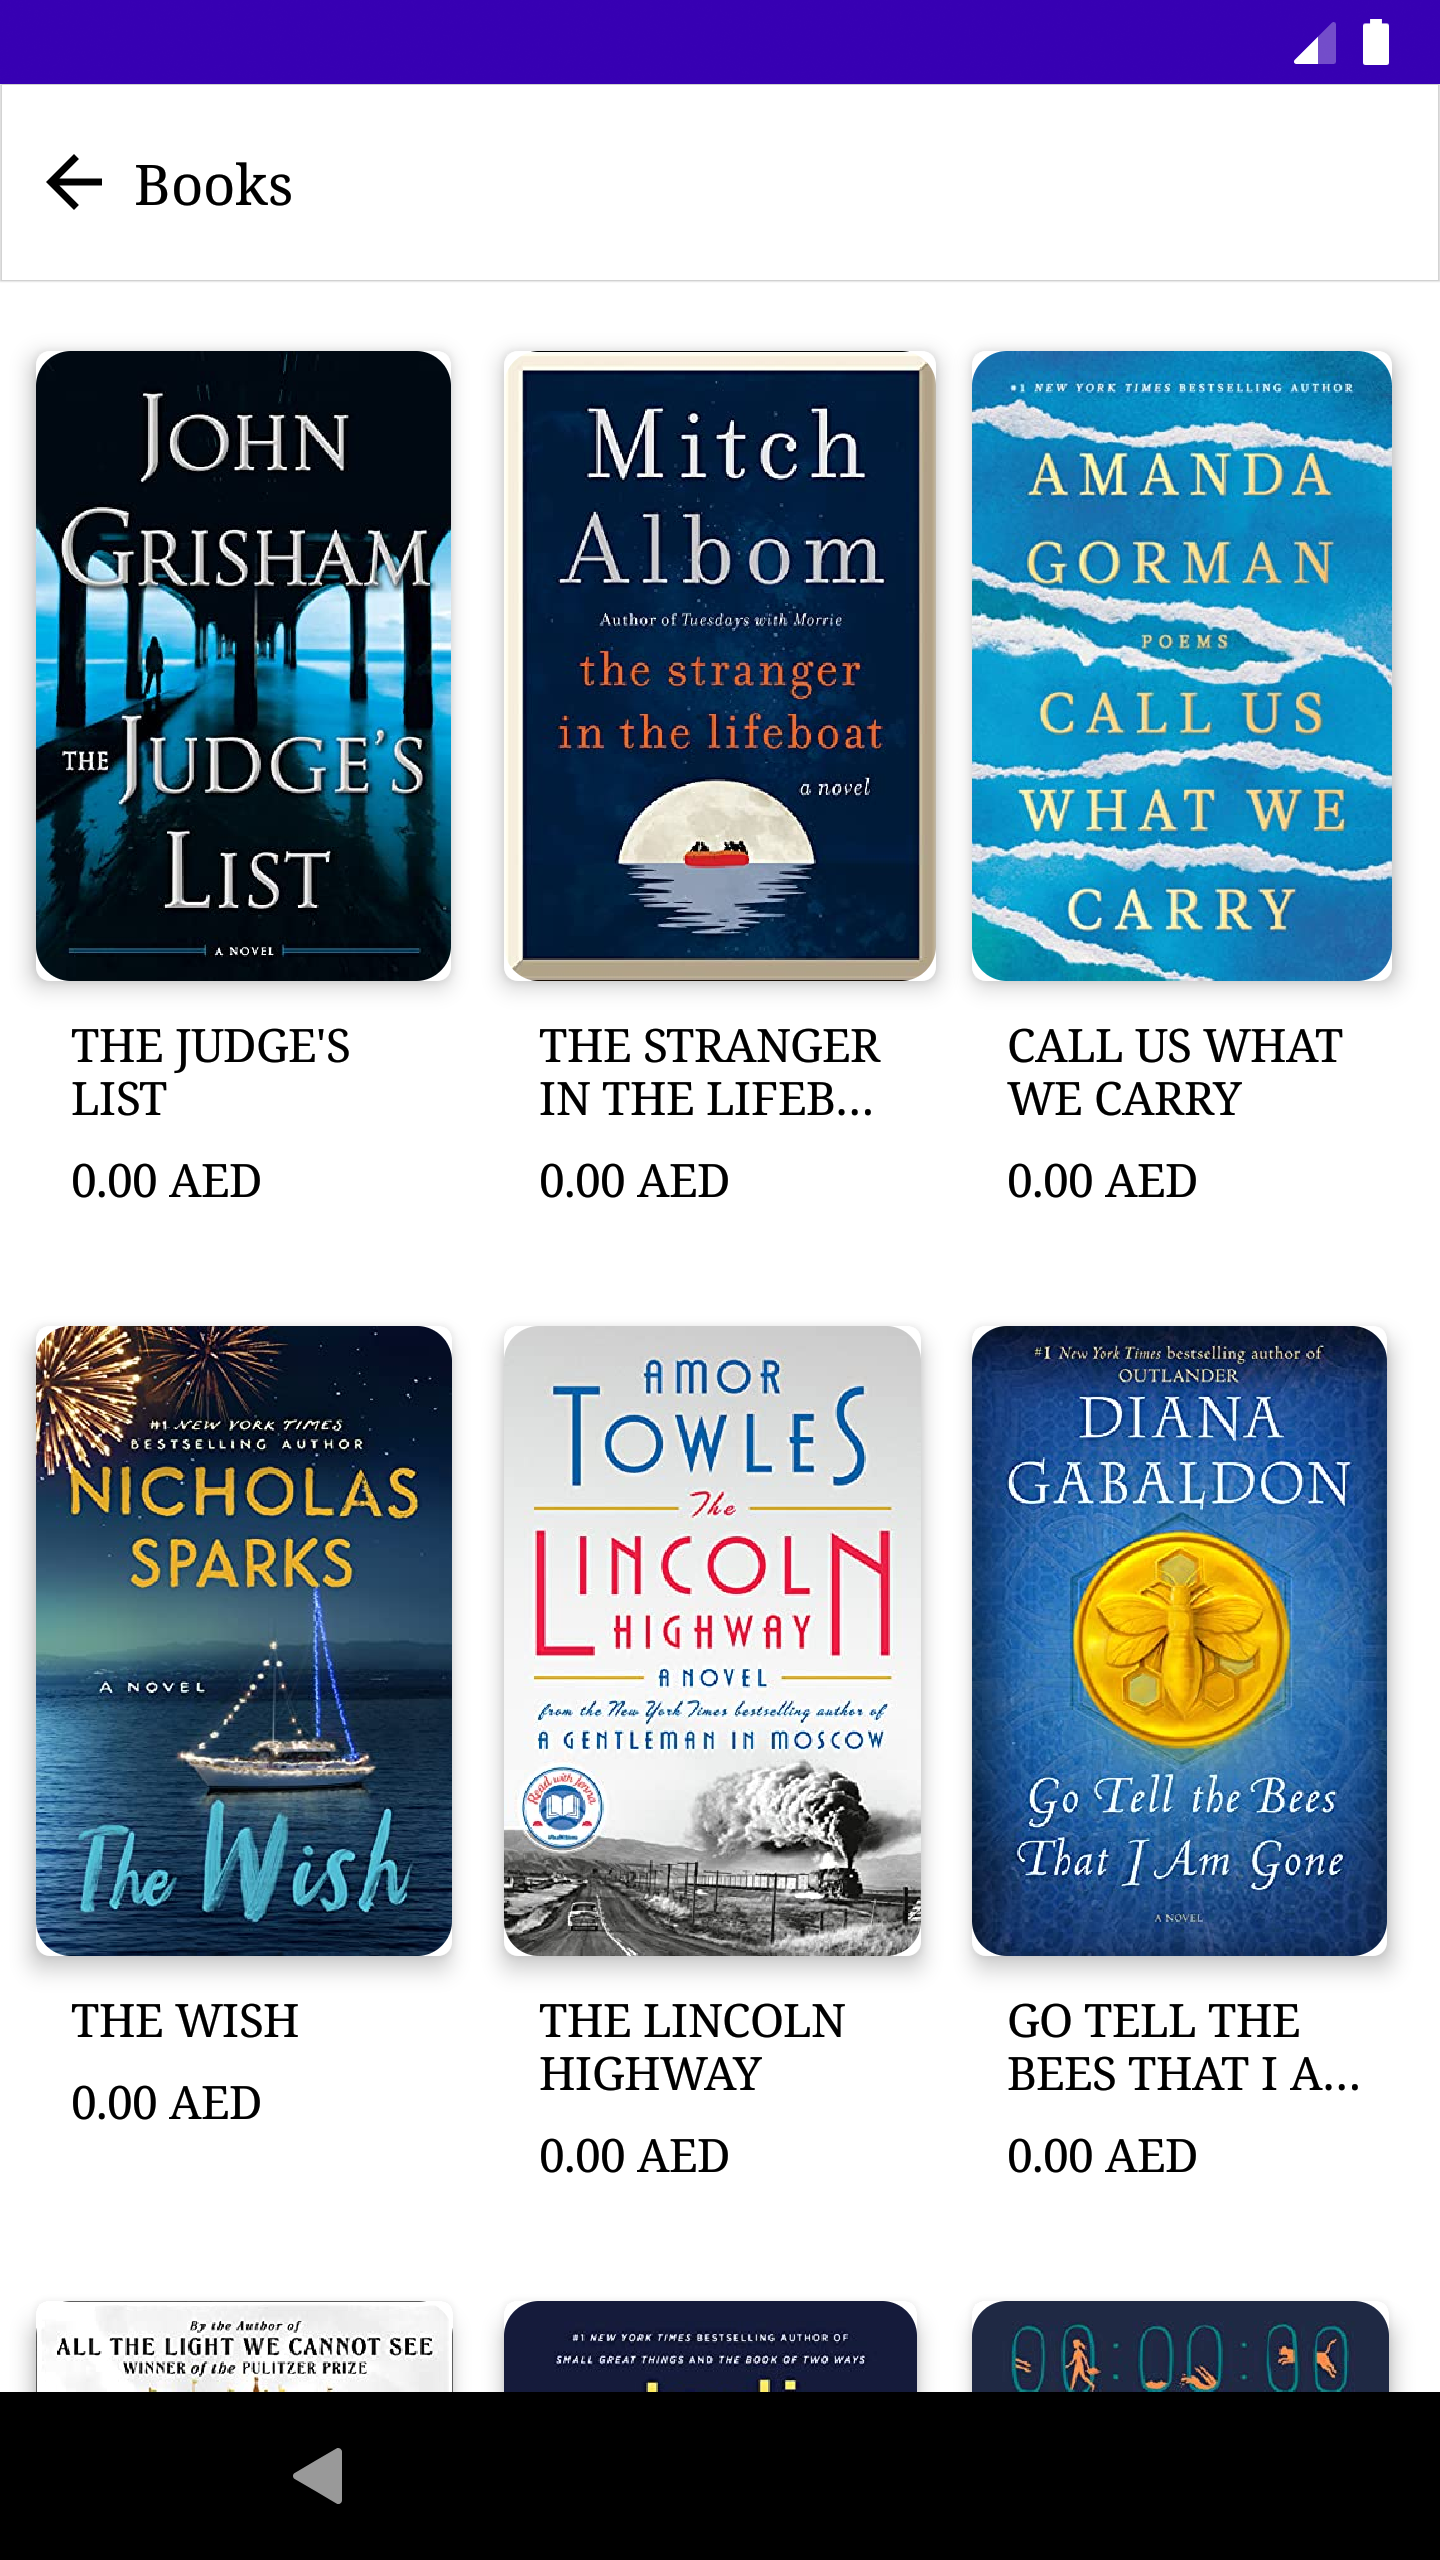 Books
JOHN
GRISHAM
THE JUDGE'S
LIST
A NOVEL
Mitch
Albom
Author of Tuesdays with Morrie
the stranger
in the lifeboat
a novel
#1 NEW YORK TIMES BESTSELLING AUTHOR
AMANDA
GORMAN
POEMS
CALL US
WHAT WE
CARRY
THE JUDGE'S
LIST
0.00 AED
THE STRANGER
IN THE LIFEB...
0.00 AED
CALL US WHAT
WE CARRY
0.00 AED
#1 NEW YORK TIMES
BESTSELLING AUTHOR
NICHOLAS
SPARKS
A NOVEL
The Wish
AMOR
TOWLES
The
LINCOLN
HIGHWAY
A NOVEL
from the New York Times bestselling author of
A GENTLEMAN IN MOSCOW
Read with Jenna
#1 New York Times bestselling author of
OUTLANDER
DIANA
GABALDON
Go Tell the Bees
That I Am Gone
A NOVEL
THE WISH
0.00 AED
THE LINCOLN
HIGHWAY
0.00 AED
GO TELL THE
BEES THAT I A...
0.00 AED
By the Author of
ALL THE LIGHT WE CANNOT SEE
WINNER of the PULITZER PRIZE
#1 NEW YORK TIMES BESTSELLING AUTHOR OF
SMALL GREAT THINGS AND THE BOOK OF TWO WAYS
00:00:00